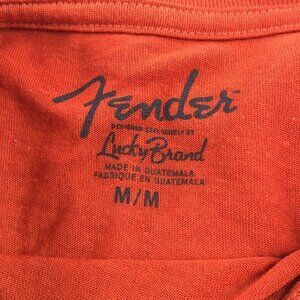 Fender
DESIGNED EXCLUSIVELY BY
Lucky Brand
MADE IN GUATEMALA
FABRIQUE EN GUATEMALA
M/M